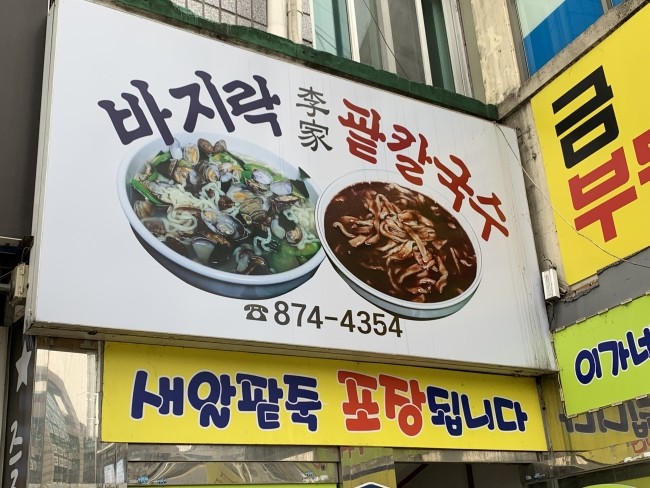 바지락 李家 팥칼국수
☎874-4354
새알팥죽 포장됩니다
금
부
이가네